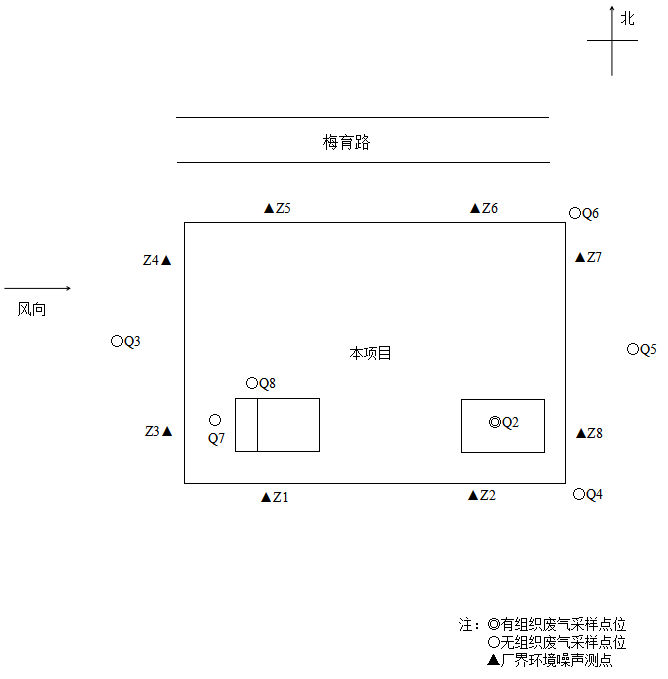 北
梅育路
▲Z5
▲Z6
○Q6
Z4▲
▲Z7
风向
○Q3
本项目
○Q5
○Q8
○
Q7
◎Q2
Z3▲
▲Z8
▲Z1
▲Z2
○Q4
注：◎有组织废气采样点位
○无组织废气采样点位
▲厂界环境噪声测点